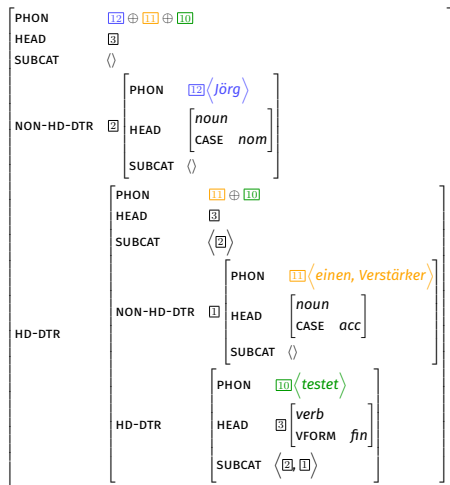 PHON 12 ⊕ 11 ⊕ 10
HEAD 3
SUBCAT ⟨⟩
NON-HD-DTR 2
PHON 12 ⟨Jörg⟩
HEAD
noun
CASE nom
SUBCAT ⟨⟩
HD-DTR
PHON 11 ⊕ 10
HEAD 3
SUBCAT ⟨2⟩
NON-HD-DTR 1
PHON 11 ⟨einen, Verstärker⟩
HEAD
noun
CASE acc
SUBCAT ⟨⟩
HD-DTR
PHON 10 ⟨testet⟩
HEAD 3
verb
VFORM fin
SUBCAT ⟨2, 1⟩